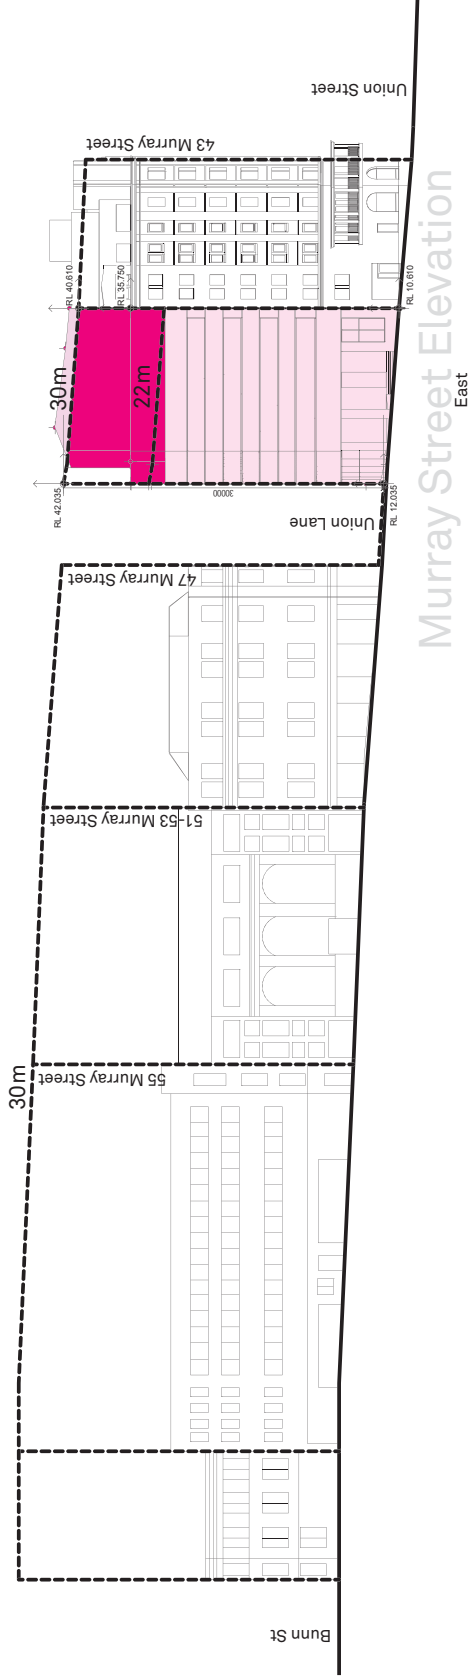 Union Street
43 Murray Street
RL 40.610
RL 35.750
RL 10.610
30m
22m
RL 42.035
30000
RL 12.035
Union Lane
47 Murray Street
51-53 Murray Street
55 Murray Street
30m
Bunn St
Murray Street Elevation
East